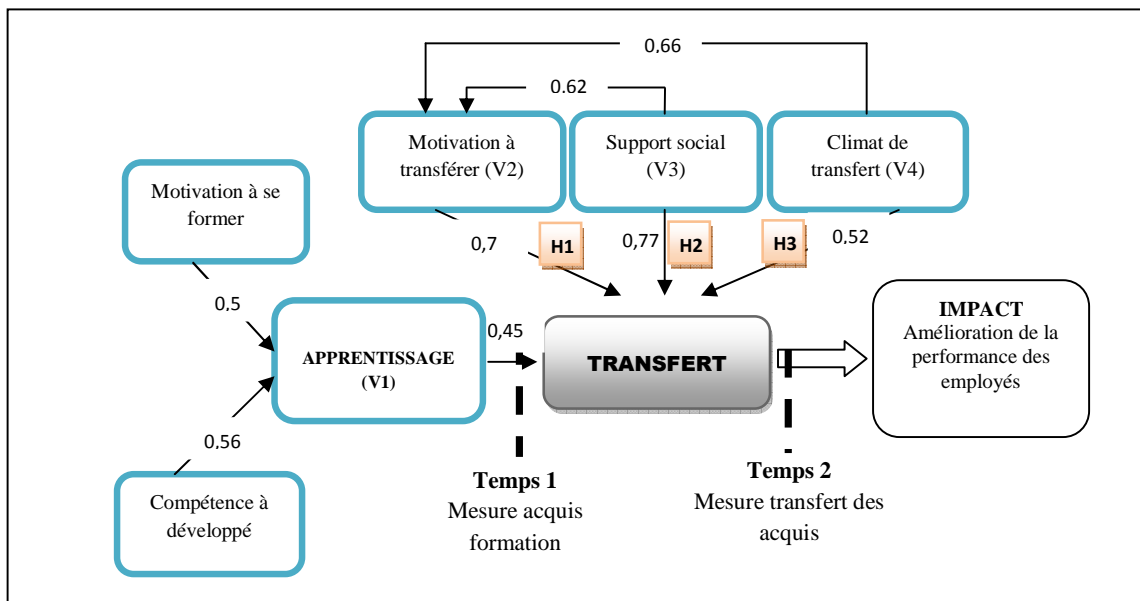 0,66
0.62
Motivation à
transférer (V2)
Support social
(V3)
Climat de
transfert (V4)
Motivation à se
former
0,7
H1
0,77
H2
H3
0,52
0,5
APPRENTISSAGE
(V1)
0,45
TRANSFERT
IMPACT
Amélioration de la
performance des
employés
0,56
Compétence à
développé
Temps 1
Mesure acquis
formation
Temps 2
Mesure transfert des
acquis